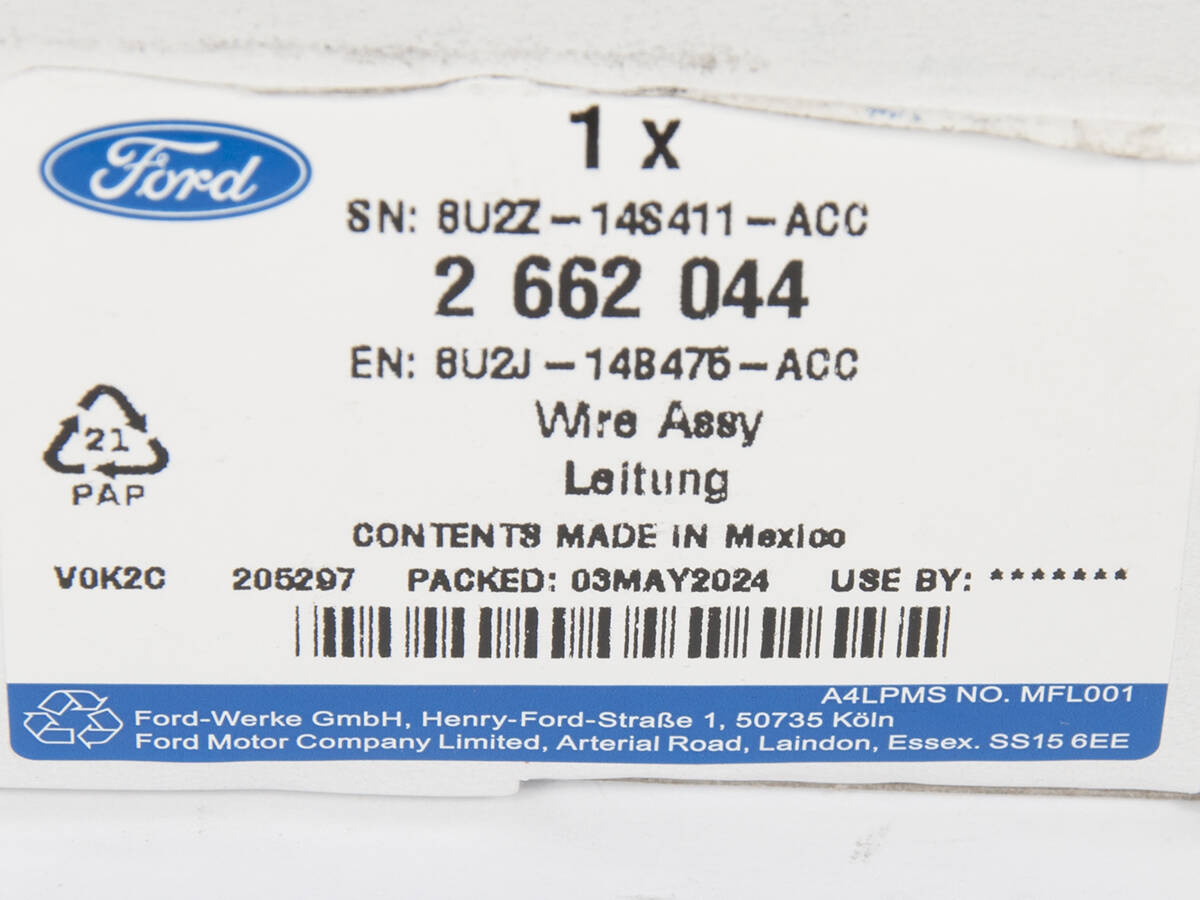 Ford
1 x
SN: 8U2Z-14S411-ACC
2 662 044
EN: 8U2J-14B475-ACC
Wire Assy
Leitung
21
PAP
CONTENTS MADE IN Mexico
V0K2C 205297 PACKED: 03MAY2024 USE BY: *******
A4LPMS NO. MFL001
Ford-Werke GmbH, Henry-Ford-Straße 1, 50735 Köln
Ford Motor Company Limited, Arterial Road, Laindon, Essex. SS15 6EE